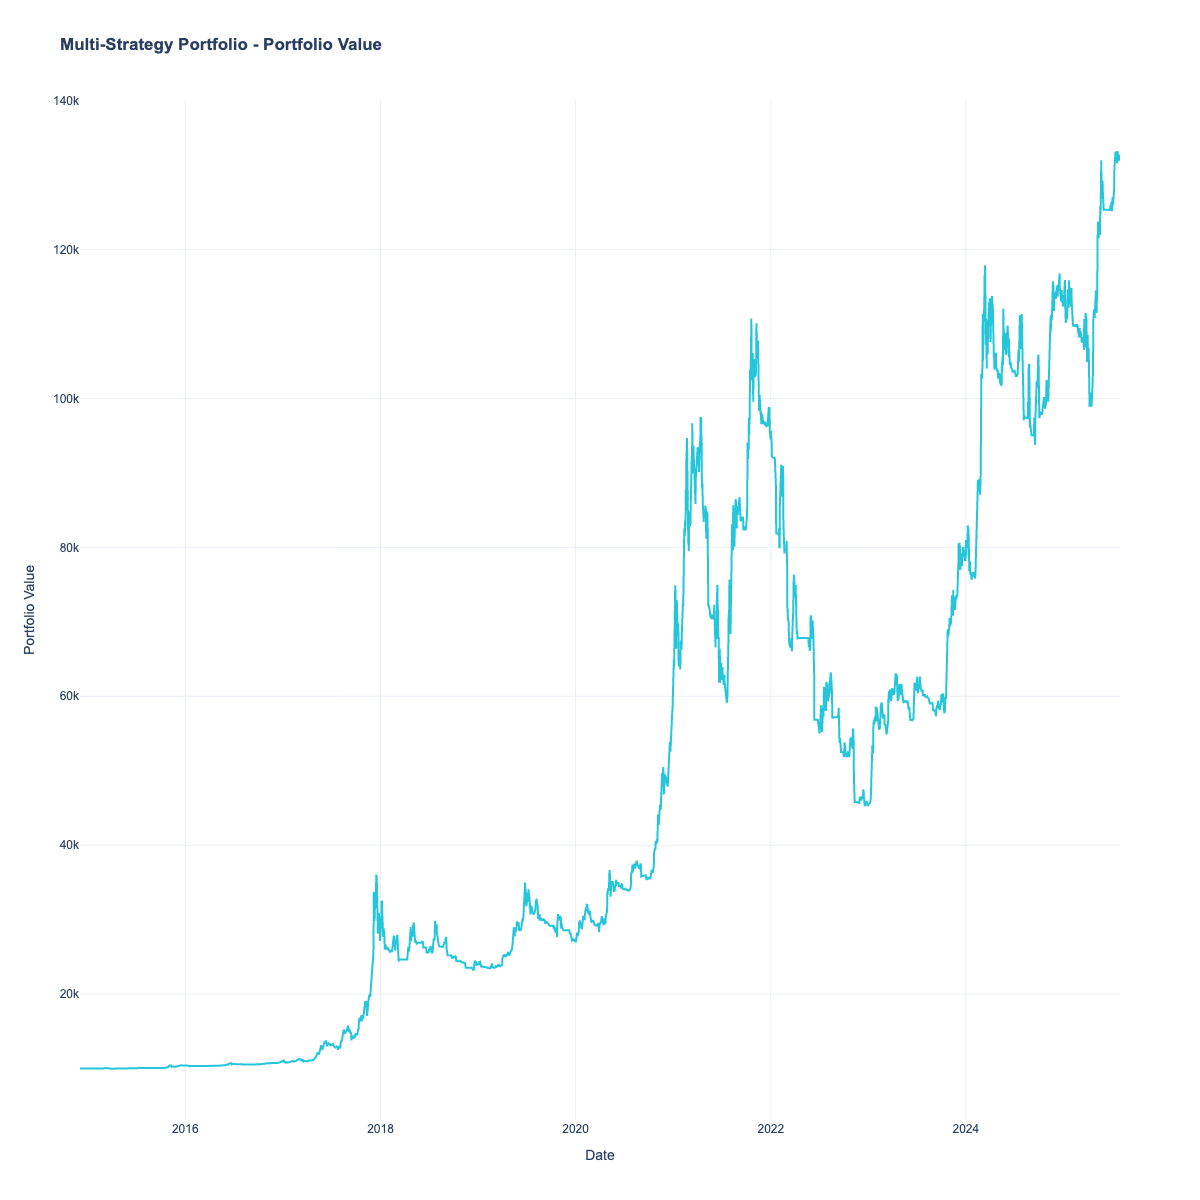 Multi-Strategy Portfolio - Portfolio Value
140k
120k
100k
80k
60k
40k
20k
Portfolio Value
2016
2018
2020
2022
2024
Date